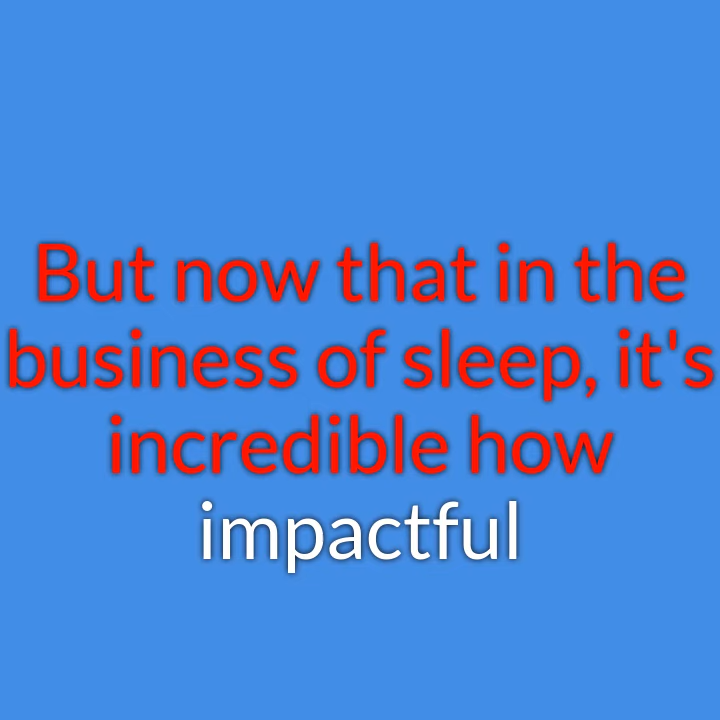 But now that in the
business of sleep, it's
incredible how
impactful